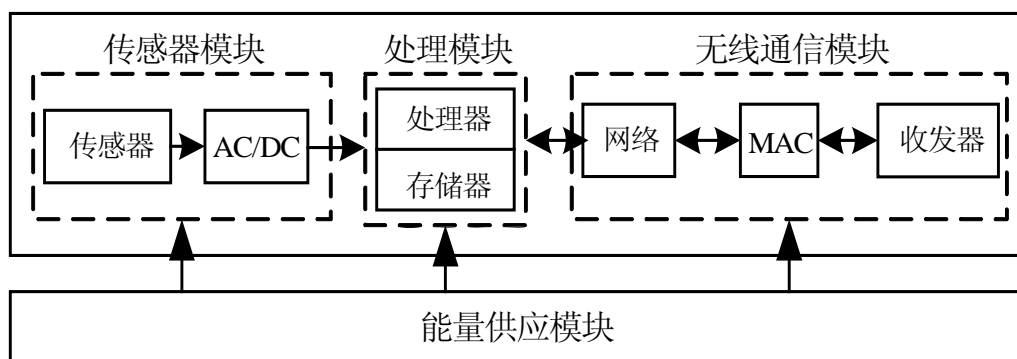 传感器模块
处理模块
无线通信模块
传感器
AC/DC
处理器
存储器
网络
MAC
收发器
能量供应模块